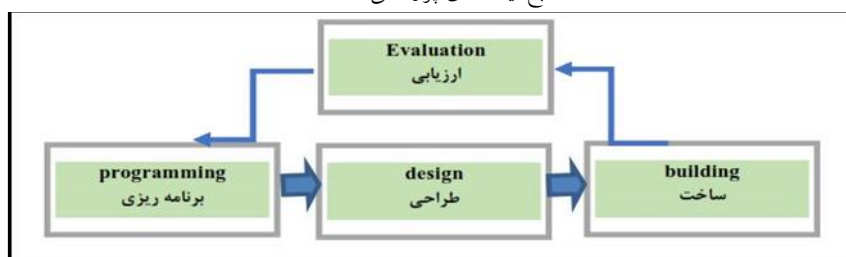 Evaluation
ارزیابی
programming
برنامه ریزی
design
طراحی
building
ساخت